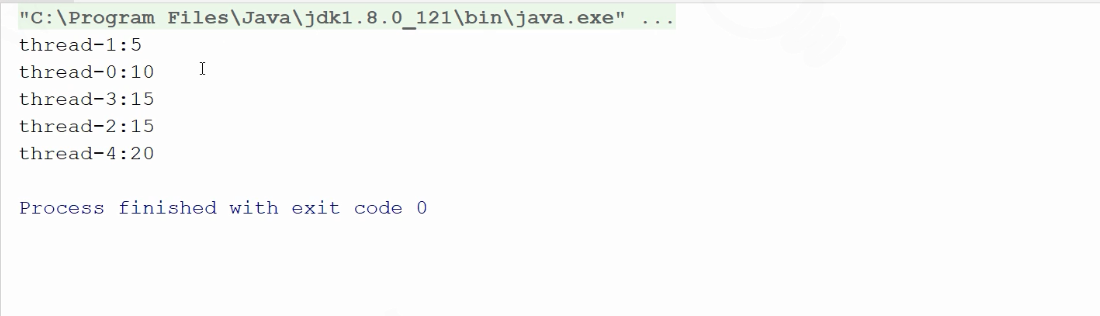 "C:\Program Files\Java\jdk1.8.0_121\bin\java.exe" ...
thread-1:5
thread-0:10
thread-3:15
thread-2:15
thread-4:20
Process finished with exit code 0